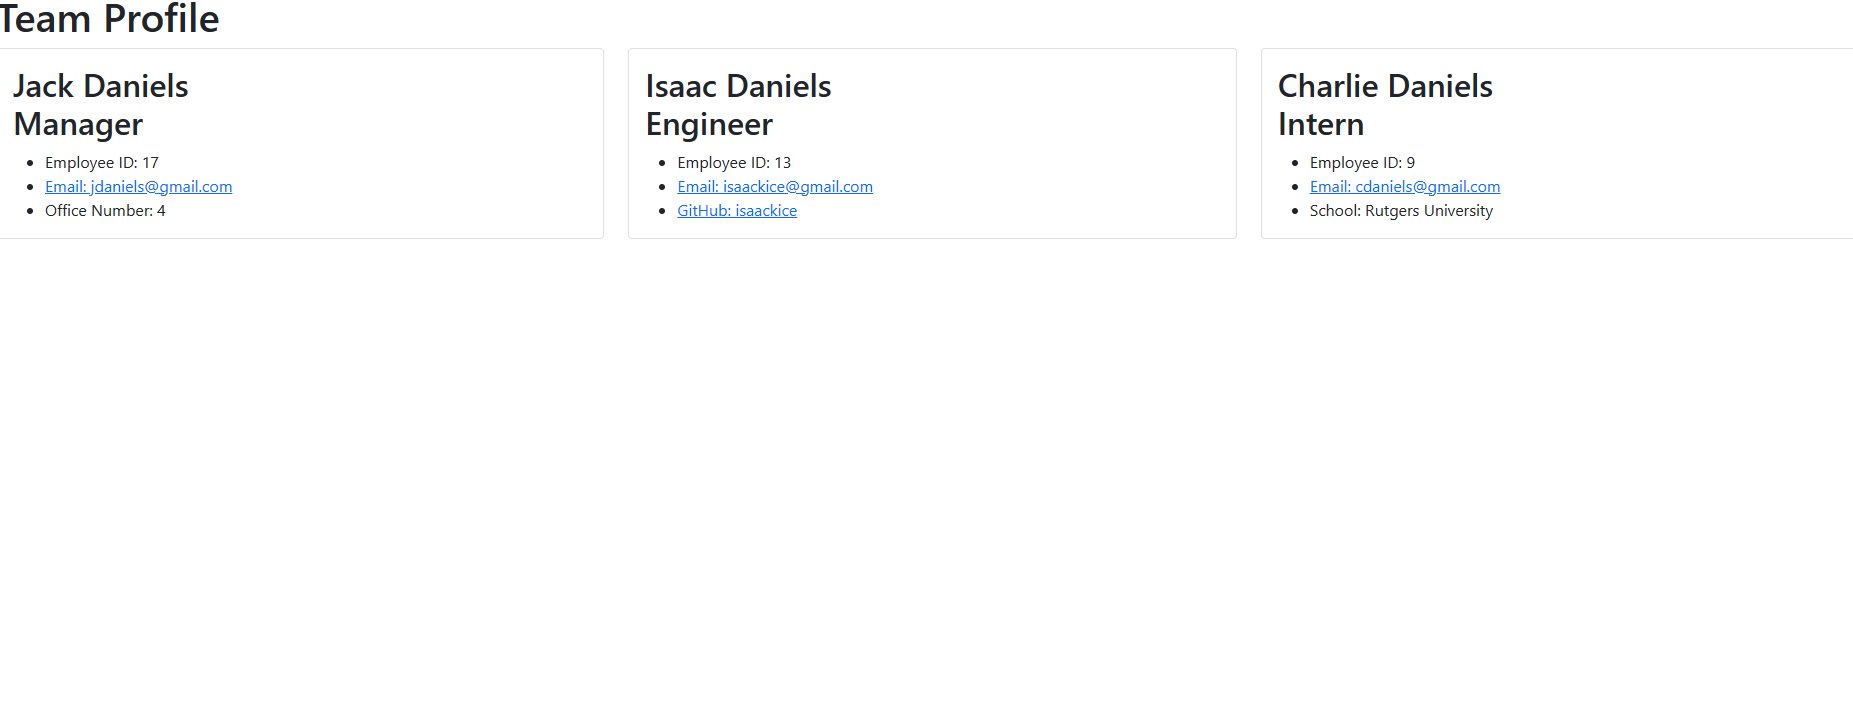 Team Profile
Jack Daniels
Manager
Employee ID: 17
Email: jdaniels@gmail.com
Office Number: 4
Isaac Daniels
Engineer
Employee ID: 13
Email: isaackice@gmail.com
GitHub: isaackice
Charlie Daniels
Intern
Employee ID: 9
Email: cdaniels@gmail.com
School: Rutgers University